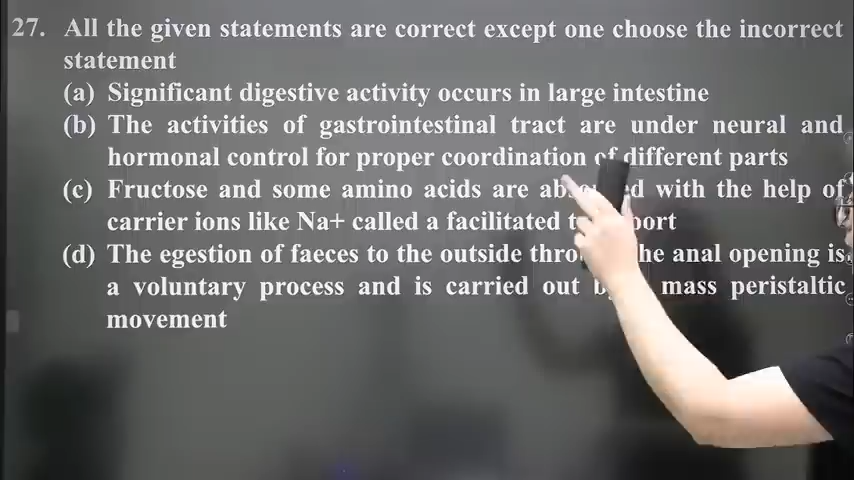 27. All the given statements are correct except one choose the incorrect
statement
(a) Significant digestive activity occurs in large intestine
(b) The activities of gastrointestinal tract are under neural and
hormonal control for proper coordination of different parts
(c) Fructose and some amino acids are with the help of
carrier ions like Na+ called a facilitated
(d) The egestion of faeces to the outside anal opening is
a voluntary process and is carried out mass peristaltic
movement